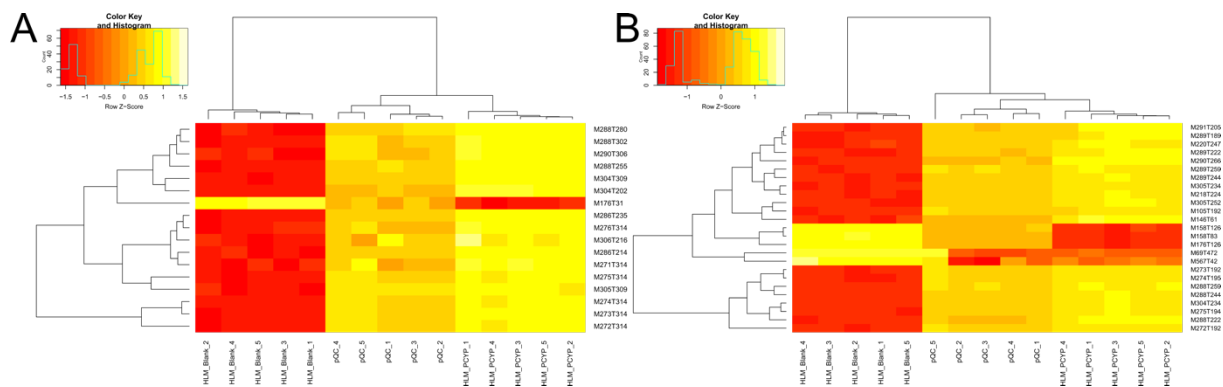 A
Color Key
and Histogram
Count
0 20 40 60
−1.5 −1 −0.5 0 0.5 1 1.5
Row Z−Score
M288T280
M288T302
M290T306
M288T255
M304T309
M304T202
M176T31
M286T235
M276T314
M306T216
M286T214
M271T314
M275T314
M305T309
M274T314
M273T314
M272T314
HLM_Blank_2
HLM_Blank_4
HLM_Blank_5
HLM_Blank_3
HLM_Blank_1
pQC_4
pQC_5
pQC_1
pQC_3
pQC_2
HLM_PCYP_1
HLM_PCYP_4
HLM_PCYP_3
HLM_PCYP_5
HLM_PCYP_2
B
Color Key
and Histogram
Count
0 20 40 60 80
−1 0 1
Row Z−Score
M291T205
M289T189
M220T247
M289T222
M290T266
M289T259
M289T244
M305T234
M218T224
M305T252
M105T192
M146T51
M158T126
M158T83
M176T126
M69T472
M567T42
M273T192
M274T195
M288T259
M288T244
M304T234
M275T194
M288T222
M272T192
HLM_Blank_4
HLM_Blank_3
HLM_Blank_2
HLM_Blank_1
HLM_Blank_5
pQC_5
pQC_2
pQC_3
pQC_4
pQC_1
HLM_PCYP_4
HLM_PCYP_1
HLM_PCYP_3
HLM_PCYP_5
HLM_PCYP_2